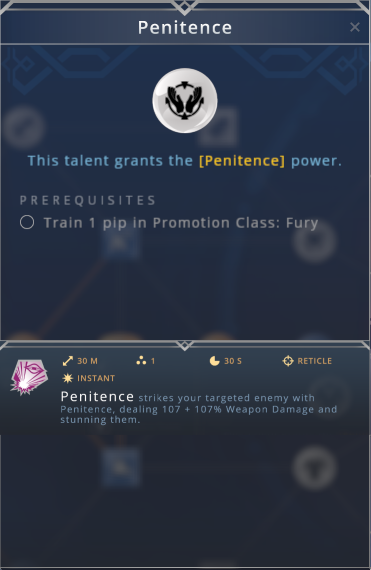 Penitence
This talent grants the [Penitence] power.
PREREQUISITES
Train 1 pip in Promotion Class: Fury
30 M 1 30 S RETICLE
INSTANT
Penitence strikes your targeted enemy with
Penitence, dealing 107 + 107% Weapon Damage and
stunning them.